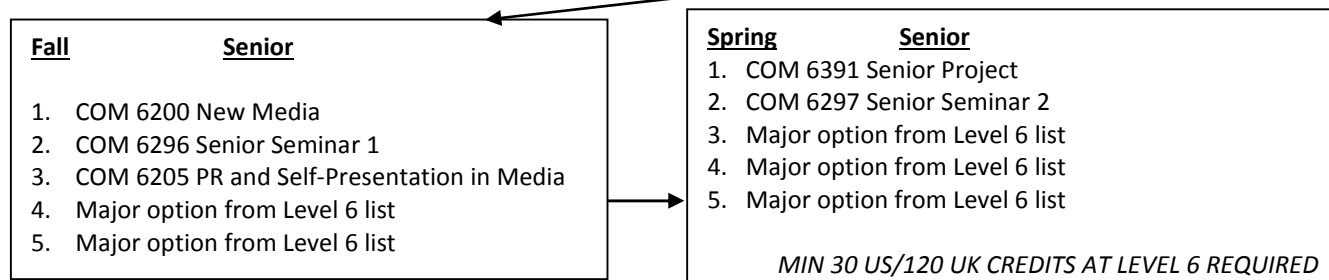 Fall Senior
1. COM 6200 New Media
2. COM 6296 Senior Seminar 1
3. COM 6205 PR and Self-Presentation in Media
4. Major option from Level 6 list
5. Major option from Level 6 list
Spring Senior
1. COM 6391 Senior Project
2. COM 6297 Senior Seminar 2
3. Major option from Level 6 list
4. Major option from Level 6 list
5. Major option from Level 6 list
MIN 30 US/120 UK CREDITS AT LEVEL 6 REQUIRED